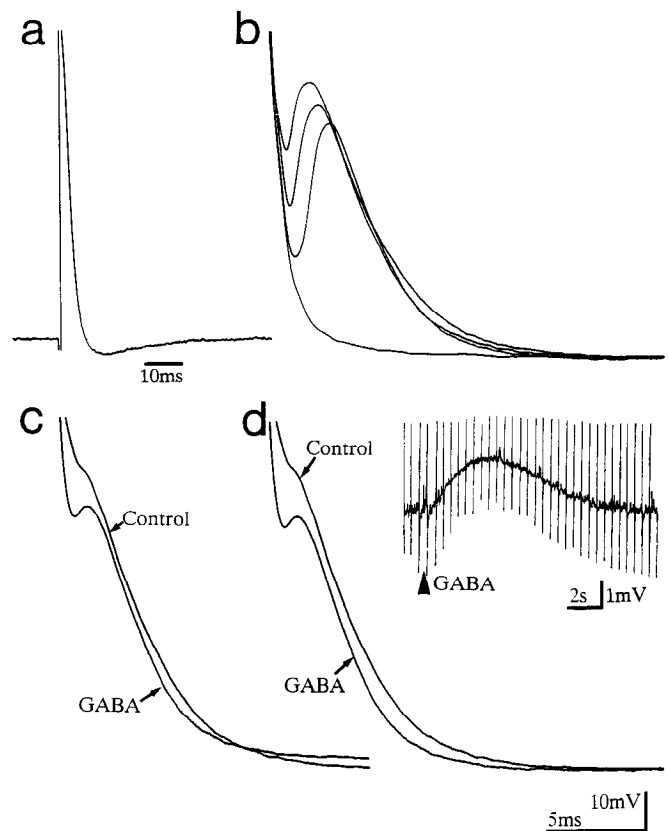 a
b
10ms
c
d
Control
Control
GABA
2s
1mV
GABA
GABA
10mV
5ms